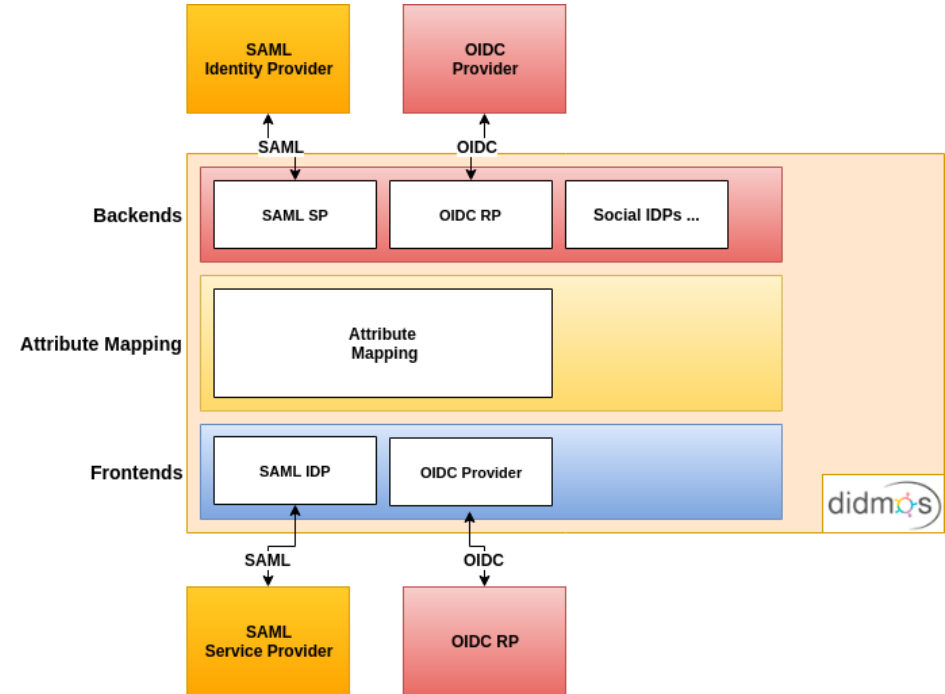 SAML
Identity Provider
OIDC
Provider
SAML
OIDC
Backends
SAML SP
OIDC RP
Social IDPs ...
Attribute Mapping
Attribute
Mapping
Frontends
SAML IDP
OIDC Provider
didmos
SAML
OIDC
SAML
Service Provider
OIDC RP